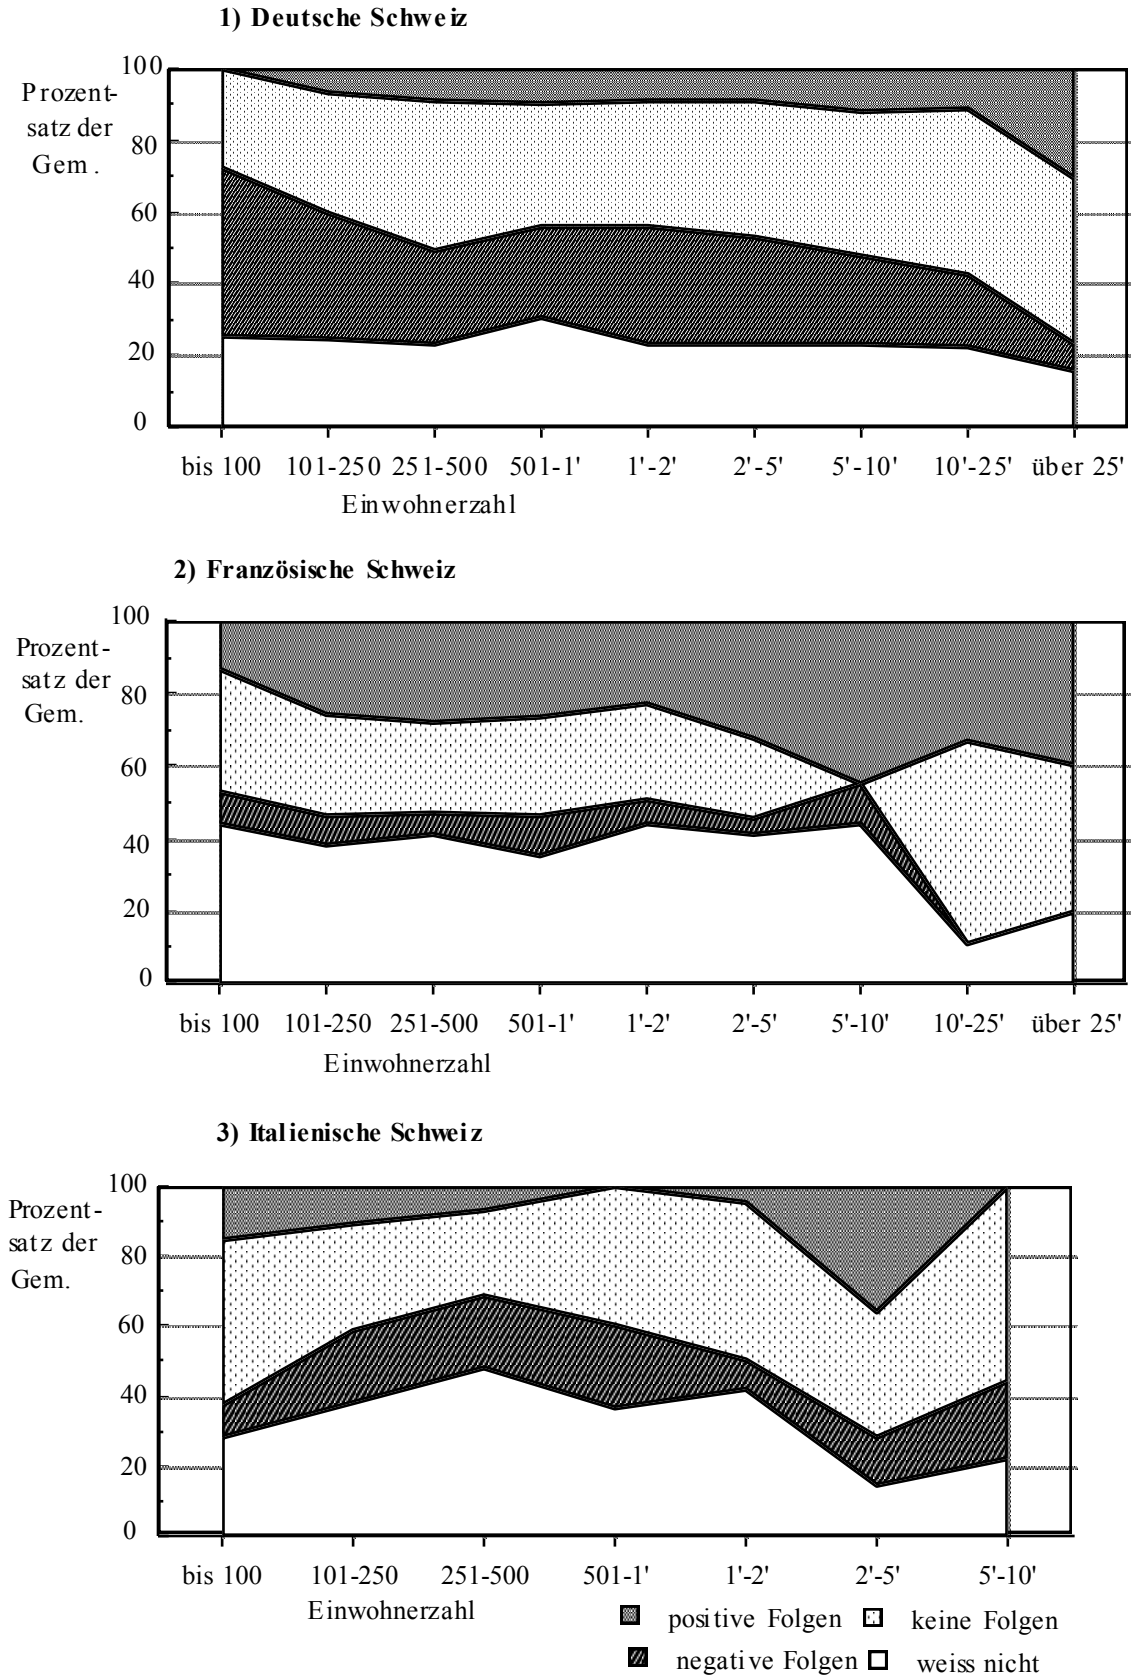 1) Deutsche Schweiz
Prozent-
satz der
Gem.
100
80
60
40
20
0
bis 100 101-250 251-500 501-1' 1'-2' 2'-5' 5'-10' 10'-25' über 25'
Einwohnerzahl
2) Französische Schweiz
Prozent-
satz der
Gem.
100
80
60
40
20
0
bis 100 101-250 251-500 501-1' 1'-2' 2'-5' 5'-10' 10'-25' über 25'
Einwohnerzahl
3) Italienische Schweiz
Prozent-
satz der
Gem.
100
80
60
40
20
0
bis 100 101-250 251-500 501-1' 1'-2' 2'-5' 5'-10'
Einwohnerzahl
positive Folgen keine Folgen
negative Folgen weiss nicht